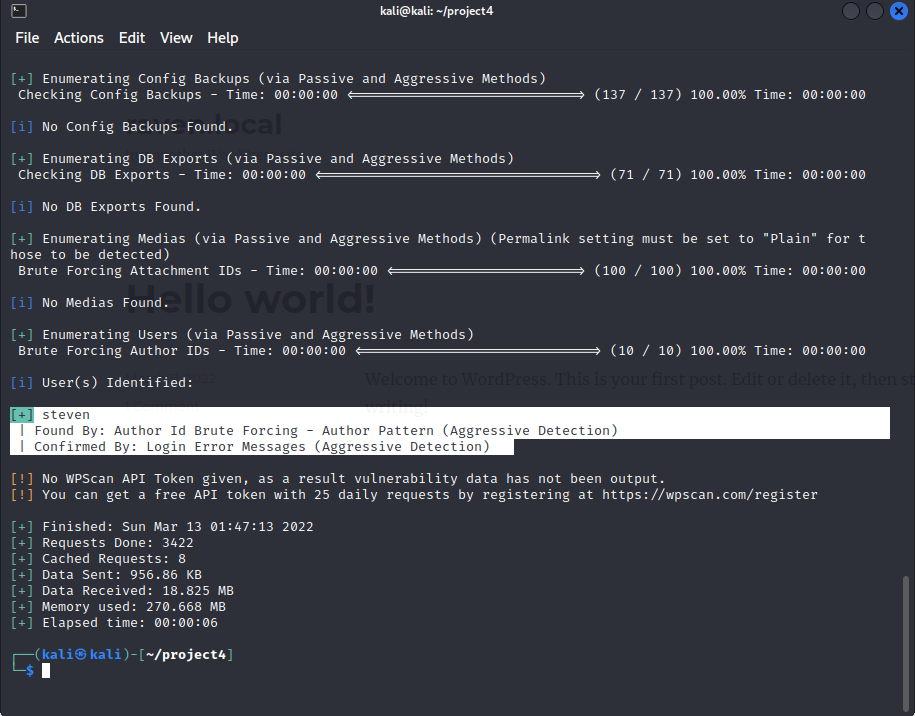 kali@kali: ~/project4
File Actions Edit View Help
[+] Enumerating Config Backups (via Passive and Aggressive Methods)
Checking Config Backups - Time: 00:00:00 <==============================> (137 / 137) 100.00% Time: 00:00:00
raven.local
[i] No Config Backups Found.
[+] Enumerating DB Exports (via Passive and Aggressive Methods)
Checking DB Exports - Time: 00:00:00 <====================================> (71 / 71) 100.00% Time: 00:00:00
[i] No DB Exports Found.
[+] Enumerating Medias (via Passive and Aggressive Methods) (Permalink setting must be set to "Plain" for t
hose to be detected)
Brute Forcing Attachment IDs - Time: 00:00:00 <=========================> (100 / 100) 100.00% Time: 00:00:00
Hello world!
[i] No Medias Found.
[+] Enumerating Users (via Passive and Aggressive Methods)
Brute Forcing Author IDs - Time: 00:00:00 <===============================> (10 / 10) 100.00% Time: 00:00:00
[i] User(s) Identified:
Welcome to WordPress. This is your first post. Edit or delete it, then st
writing!
[+] steven
| Found By: Author Id Brute Forcing - Author Pattern (Aggressive Detection)
| Confirmed By: Login Error Messages (Aggressive Detection)
[!] No WPScan API Token given, as a result vulnerability data has not been output.
[!] You can get a free API token with 25 daily requests by registering at https://wpscan.com/register
[+] Finished: Sun Mar 13 01:47:13 2022
[+] Requests Done: 3422
[+] Cached Requests: 8
[+] Data Sent: 956.86 KB
[+] Data Received: 18.825 MB
[+] Memory used: 270.668 MB
[+] Elapsed time: 00:00:06
┌──(kali㉿kali)-[~/project4]
└─$